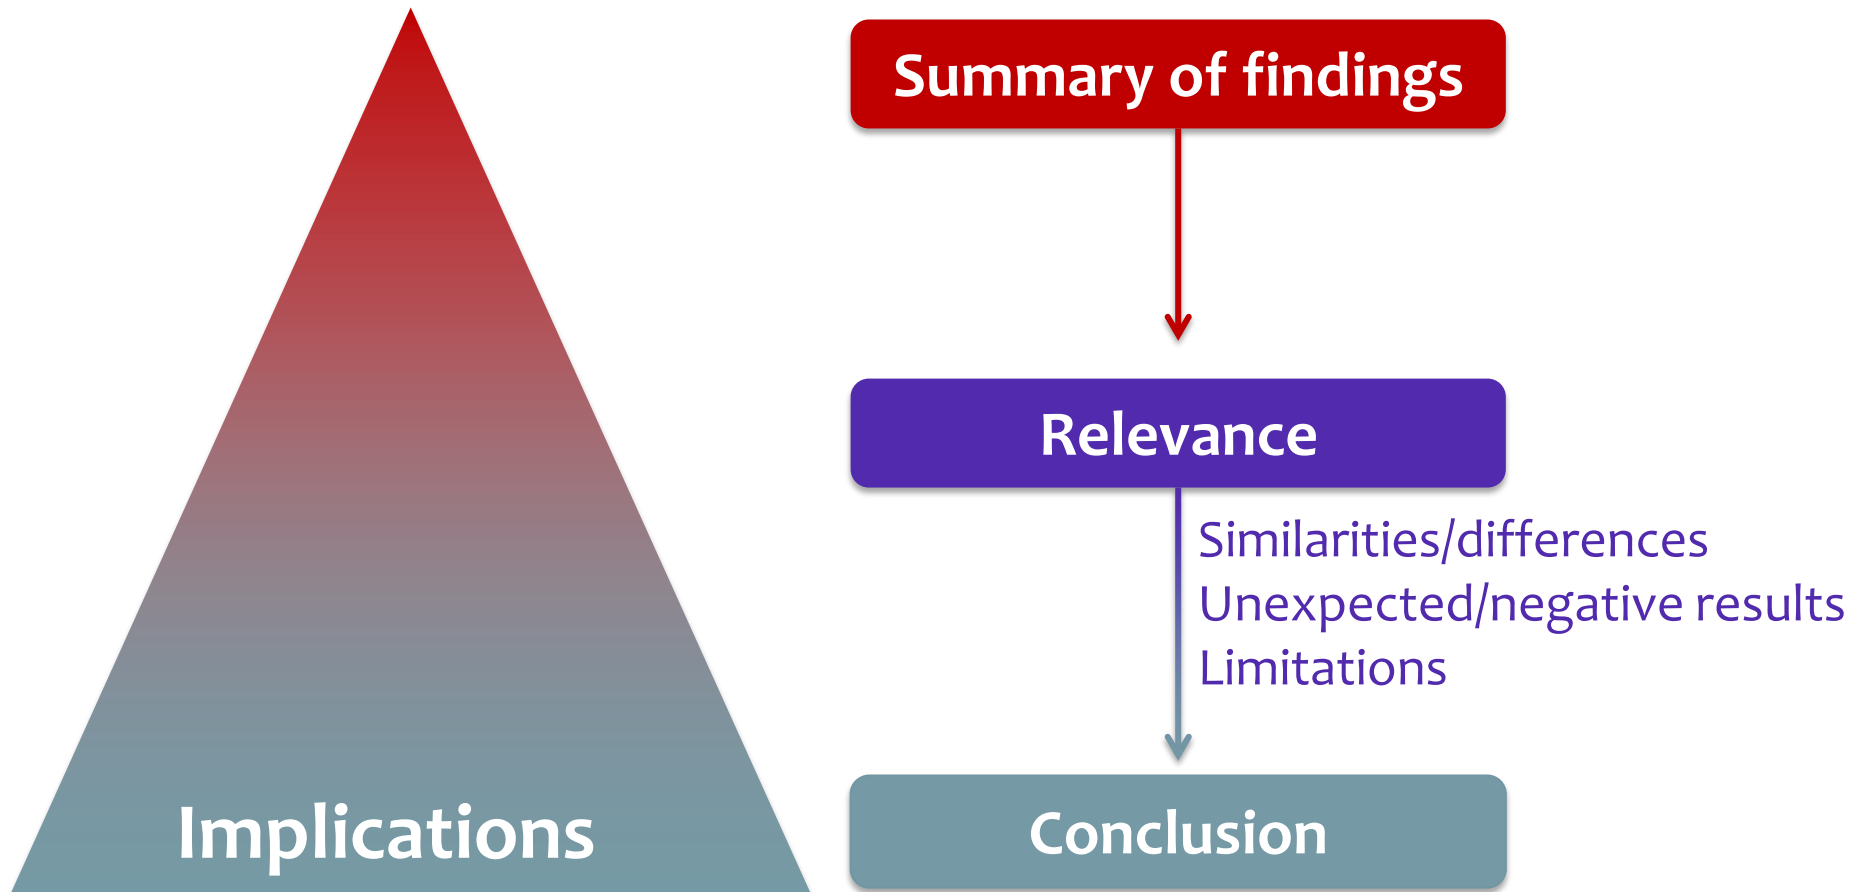 Summary of findings
Relevance
Similarities/differences
Unexpected/negative results
Limitations
Implications
Conclusion